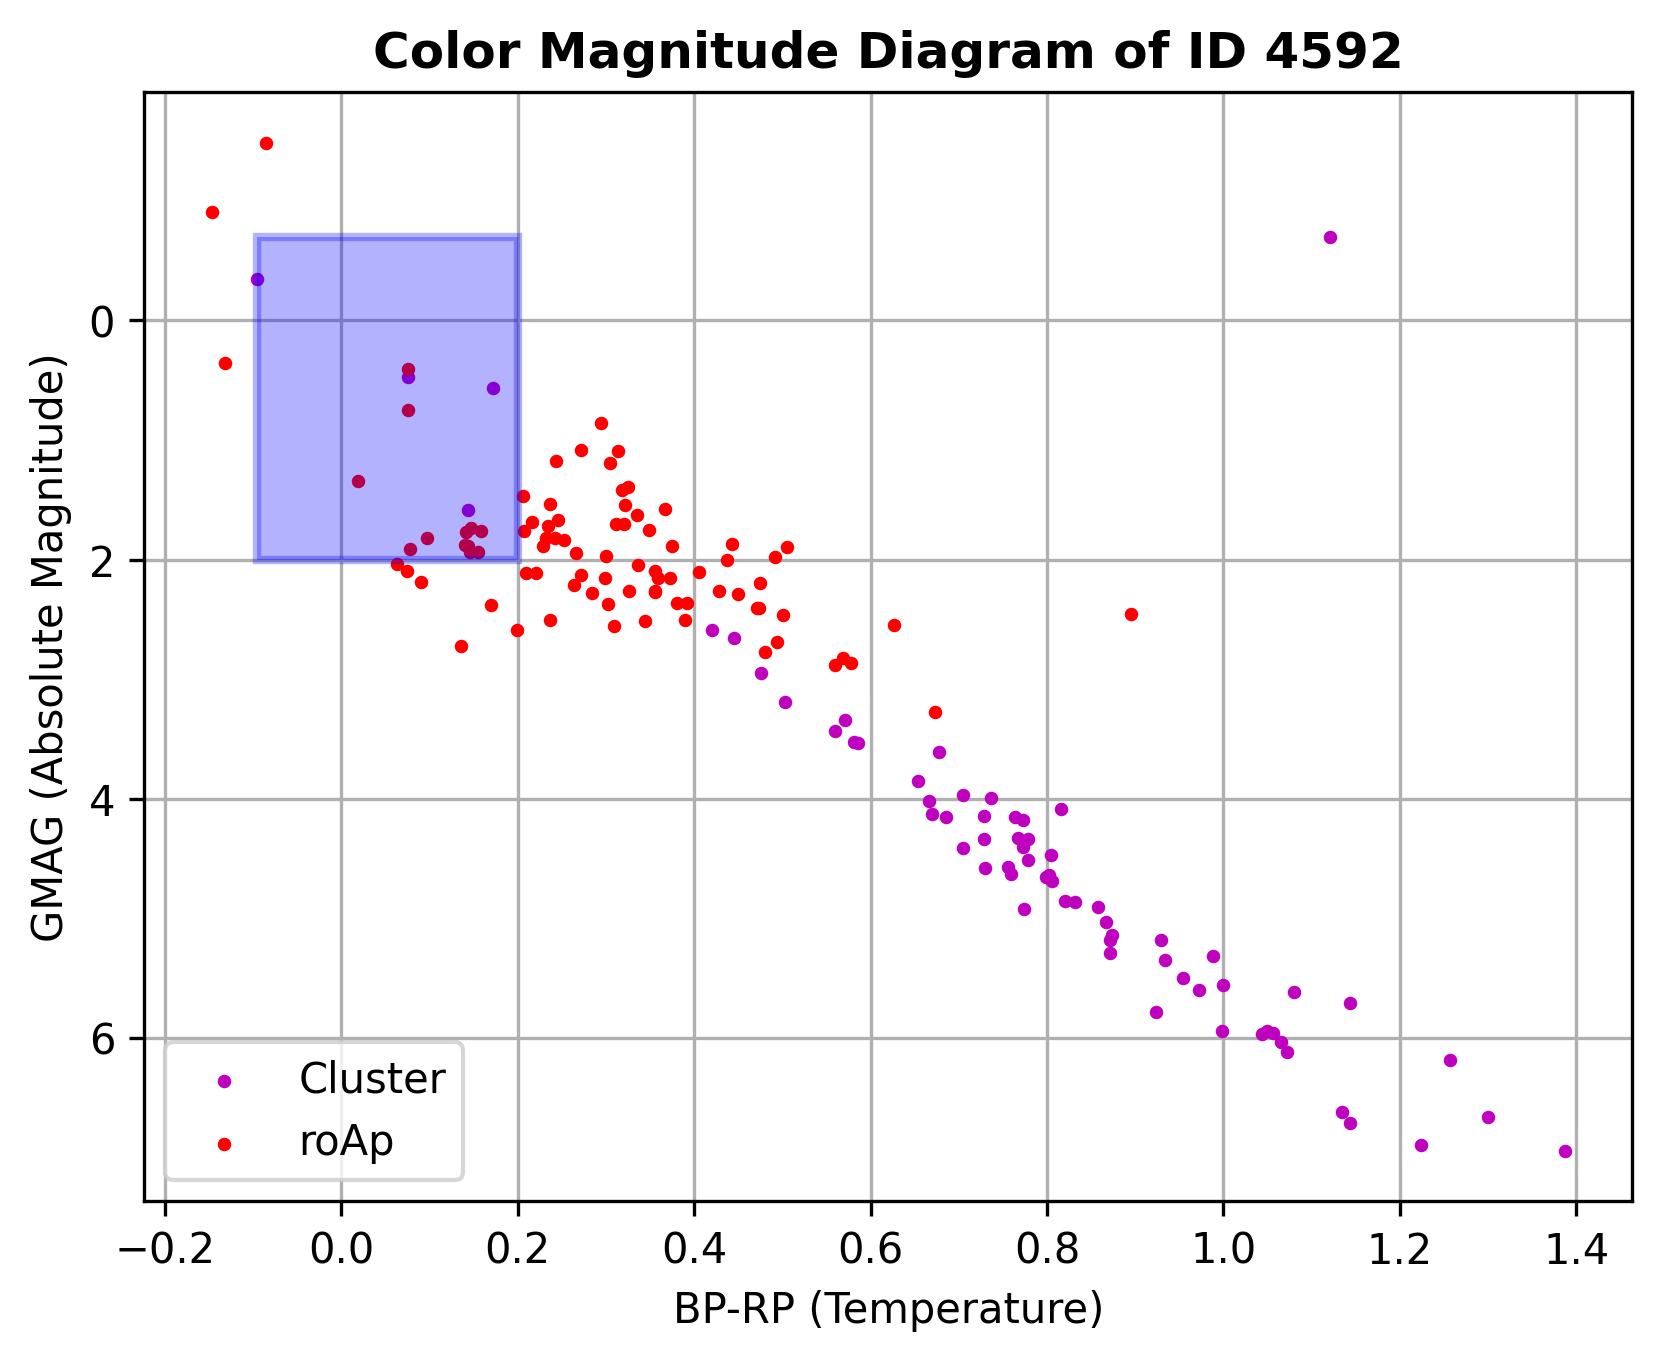 Color Magnitude Diagram of ID 4592
GMAG (Absolute Magnitude)
0
2
4
6
Cluster
roAp
−0.2 0.0 0.2 0.4 0.6 0.8 1.0 1.2 1.4
BP-RP (Temperature)